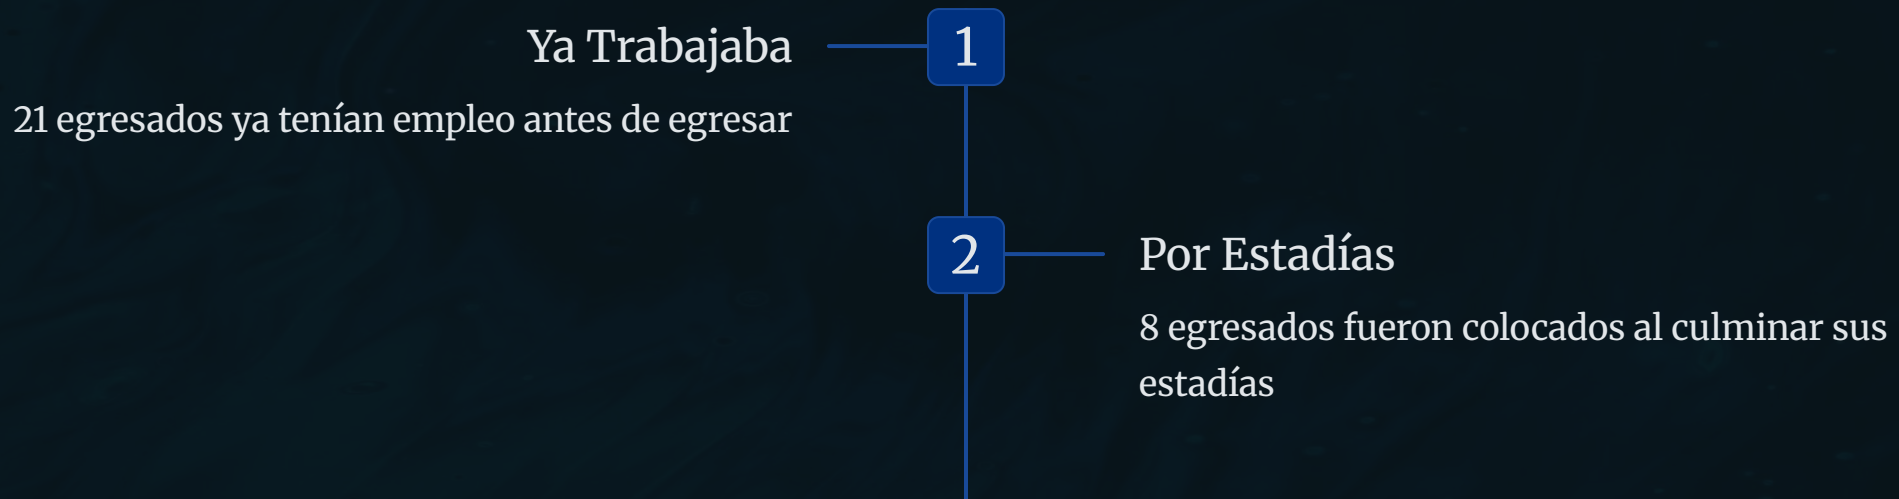 Ya Trabajaba
1
21 egresados ya tenían empleo antes de egresar
2
Por Estadías
8 egresados fueron colocados al culminar sus
estadías